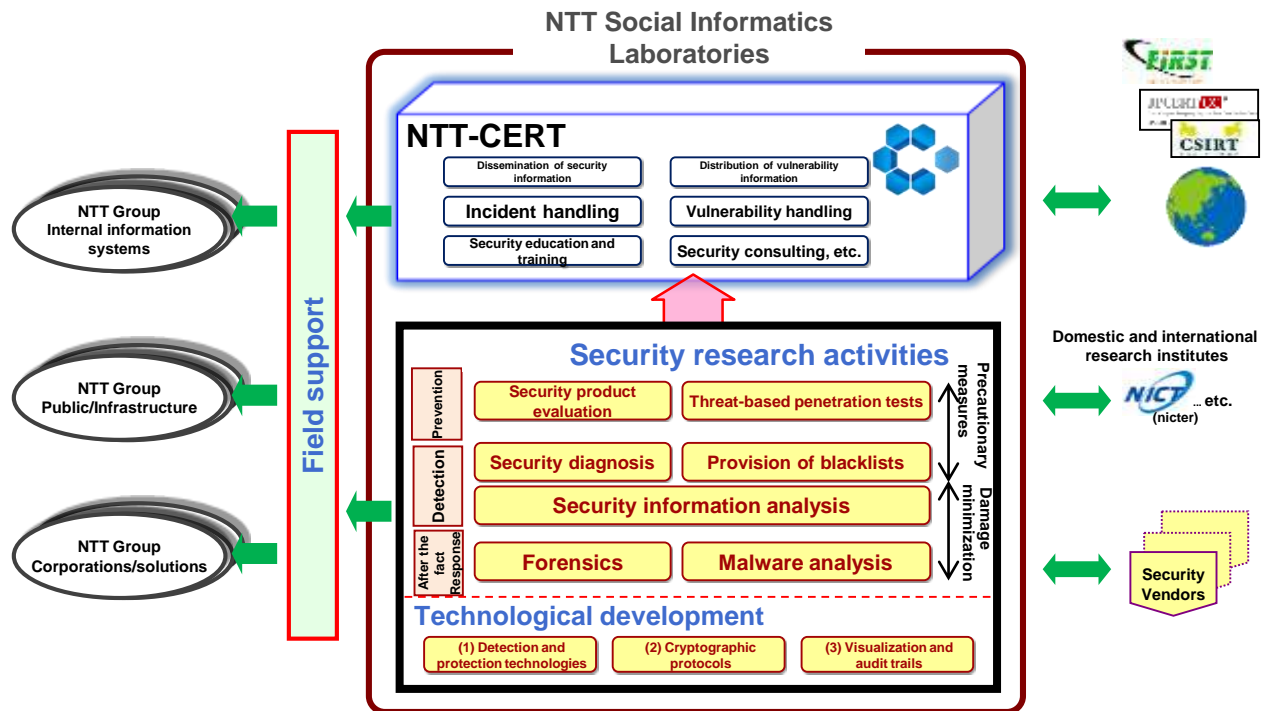 NTT Social Informatics
Laboratories
NTT-CERT
Dissemination of security
information
Distribution of vulnerability
information
Incident handling
Vulnerability handling
Security education and
training
Security consulting, etc.
NTT Group
Internal information
systems
NTT Group
Public/Infrastructure
NTT Group
Corporations/solutions
Field support
Security research activities
Prevention
Security product
evaluation
Threat-based penetration tests
Precautionary
measures
Detection
Security diagnosis
Provision of blacklists
Security information analysis
Damage
minimization
After the
fact
Response
Forensics
Malware analysis
Technological development
(1) Detection and
protection technologies
(2) Cryptographic
protocols
(3) Visualization and
audit trails
FIRST
JPCERT CC
CSIRT
Domestic and international
research institutes
NICT
... etc.
(nicter)
Security
Vendors